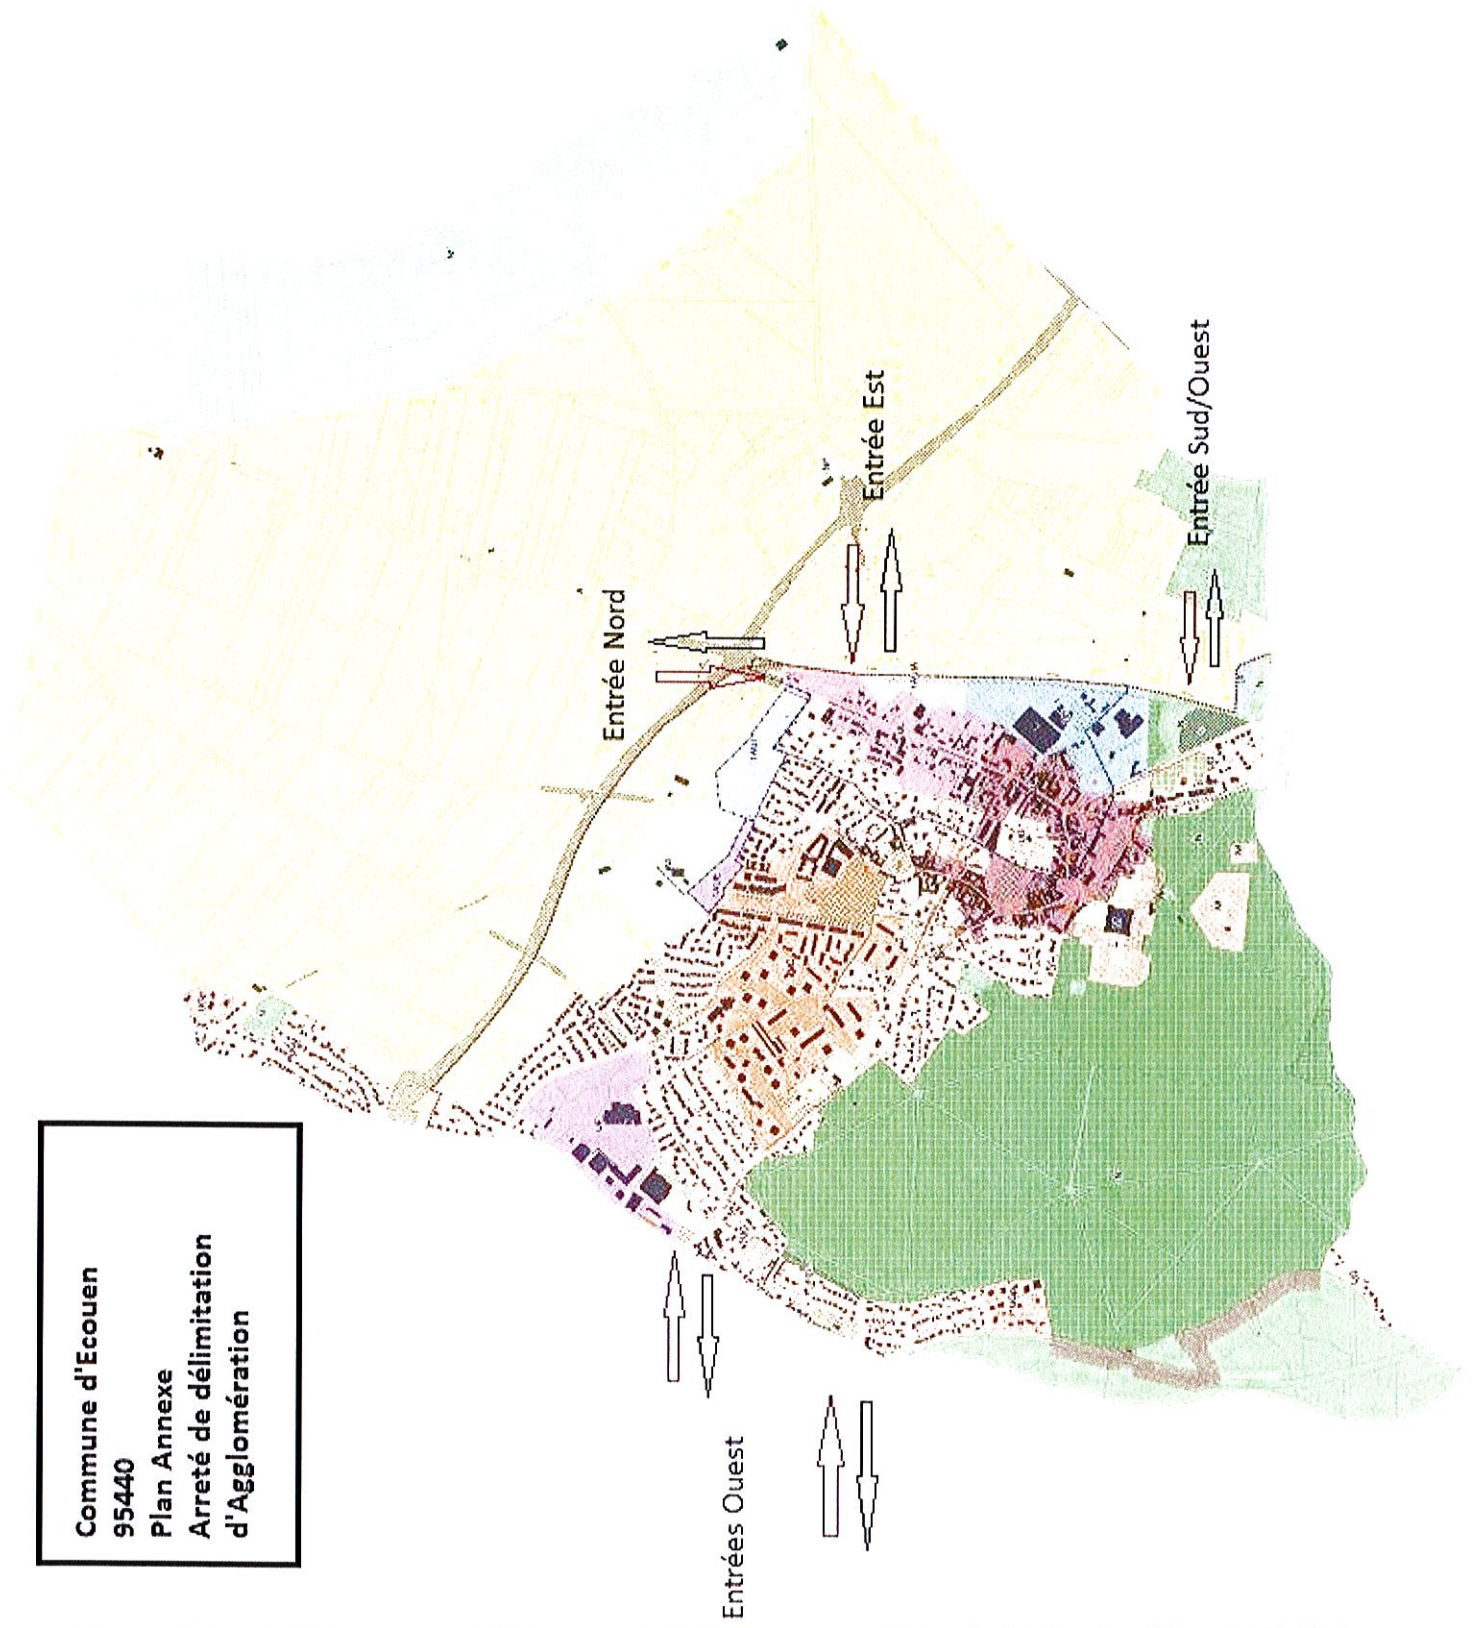 Commune d'Ecouen
95440
Plan Annexe
Arreté de délimitation
d'Agglomération
Entrée Nord
Entrée Est
Entrée Sud/Ouest
Entrées Ouest